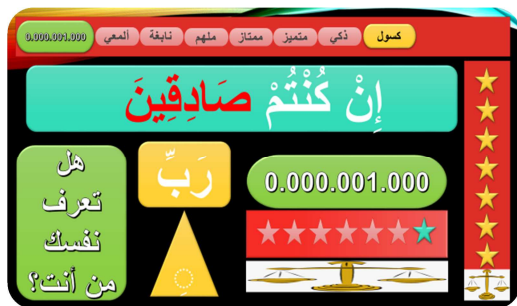 كسول ذكي متميز ممتاز ملهم نابغة ألمعي 0.000.001.000
إِنْ كُنْتُمْ صَادِقِينَ
هل
تعرف
نفسك
من أنت؟
رَبِّ
0.000.001.000